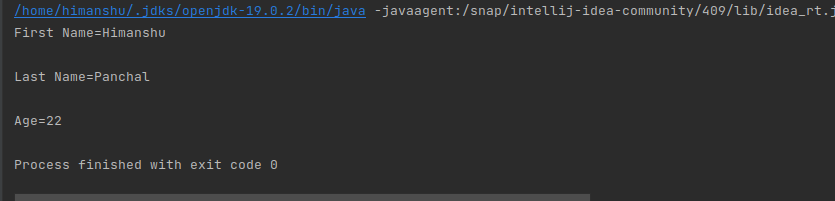 /home/himanshu/.jdks/openjdk-19.0.2/bin/java -javaagent:/snap/intellij-idea-community/409/lib/idea_rt.j
First Name=Himanshu
Last Name=Panchal
Age=22
Process finished with exit code 0